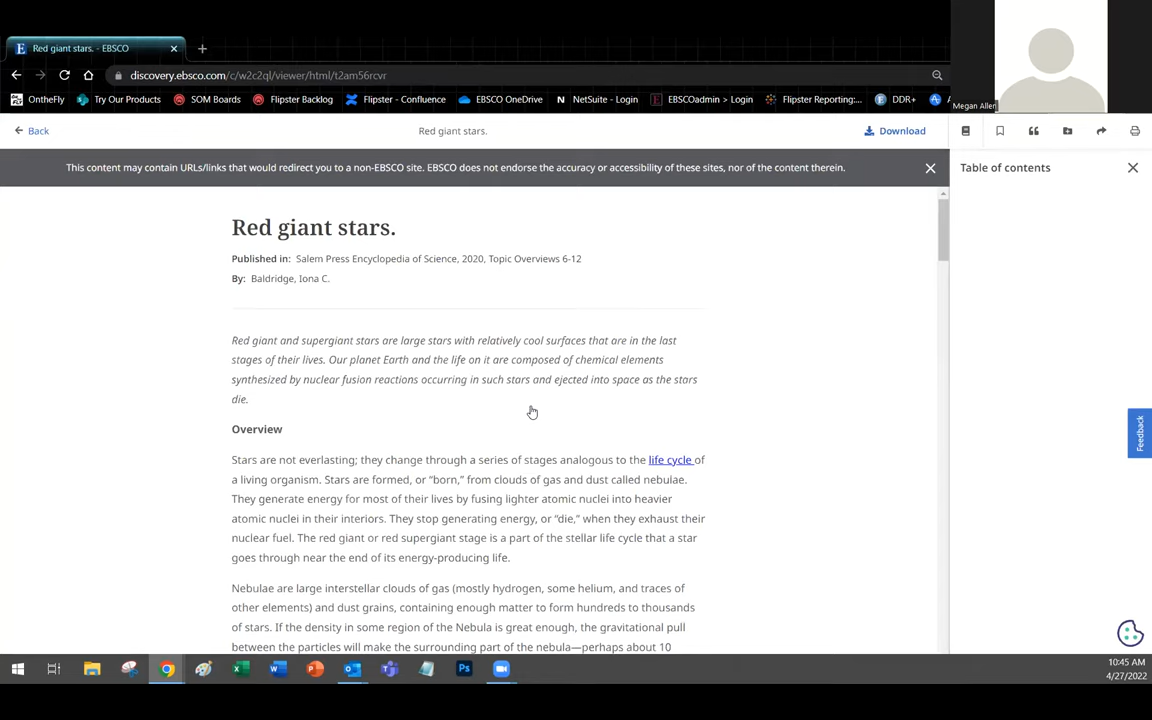 Red giant stars. - EBSCO
discovery.ebsco.com/c/w2c2ql/viewer/html/t2am56rcvr
OntheFly Try Our Products SOM Boards Flipster Backlog Flipster - Confluence EBSCO OneDrive NetSuite - Login EBSCOadmin > Login Flipster Reporting:... DDR+
Megan Allen
Back Red giant stars. Download
This content may contain URLs/links that would redirect you to a non-EBSCO site. EBSCO does not endorse the accuracy or accessibility of these sites, nor of the content therein.
Table of contents
Red giant stars.
Published in: Salem Press Encyclopedia of Science, 2020, Topic Overviews 6-12
By: Baldridge, Iona C.
Red giant and supergiant stars are large stars with relatively cool surfaces that are in the last
stages of their lives. Our planet Earth and the life on it are composed of chemical elements
synthesized by nuclear fusion reactions occurring in such stars and ejected into space as the stars
die.
Overview
Stars are not everlasting; they change through a series of stages analogous to the life cycle of
a living organism. Stars are formed, or “born,” from clouds of gas and dust called nebulae.
They generate energy for most of their lives by fusing lighter atomic nuclei into heavier
atomic nuclei in their interiors. They stop generating energy, or “die,” when they exhaust their
nuclear fuel. The red giant or red supergiant stage is a part of the stellar life cycle that a star
goes through near the end of its energy-producing life.
Nebulae are large interstellar clouds of gas (mostly hydrogen, some helium, and traces of
other elements) and dust grains, containing enough matter to form hundreds to thousands
of stars. If the density in some region of the Nebula is great enough, the gravitational pull
between the particles will make the surrounding part of the nebula—perhaps about 10
Feedback
10:45 AM
4/27/2022